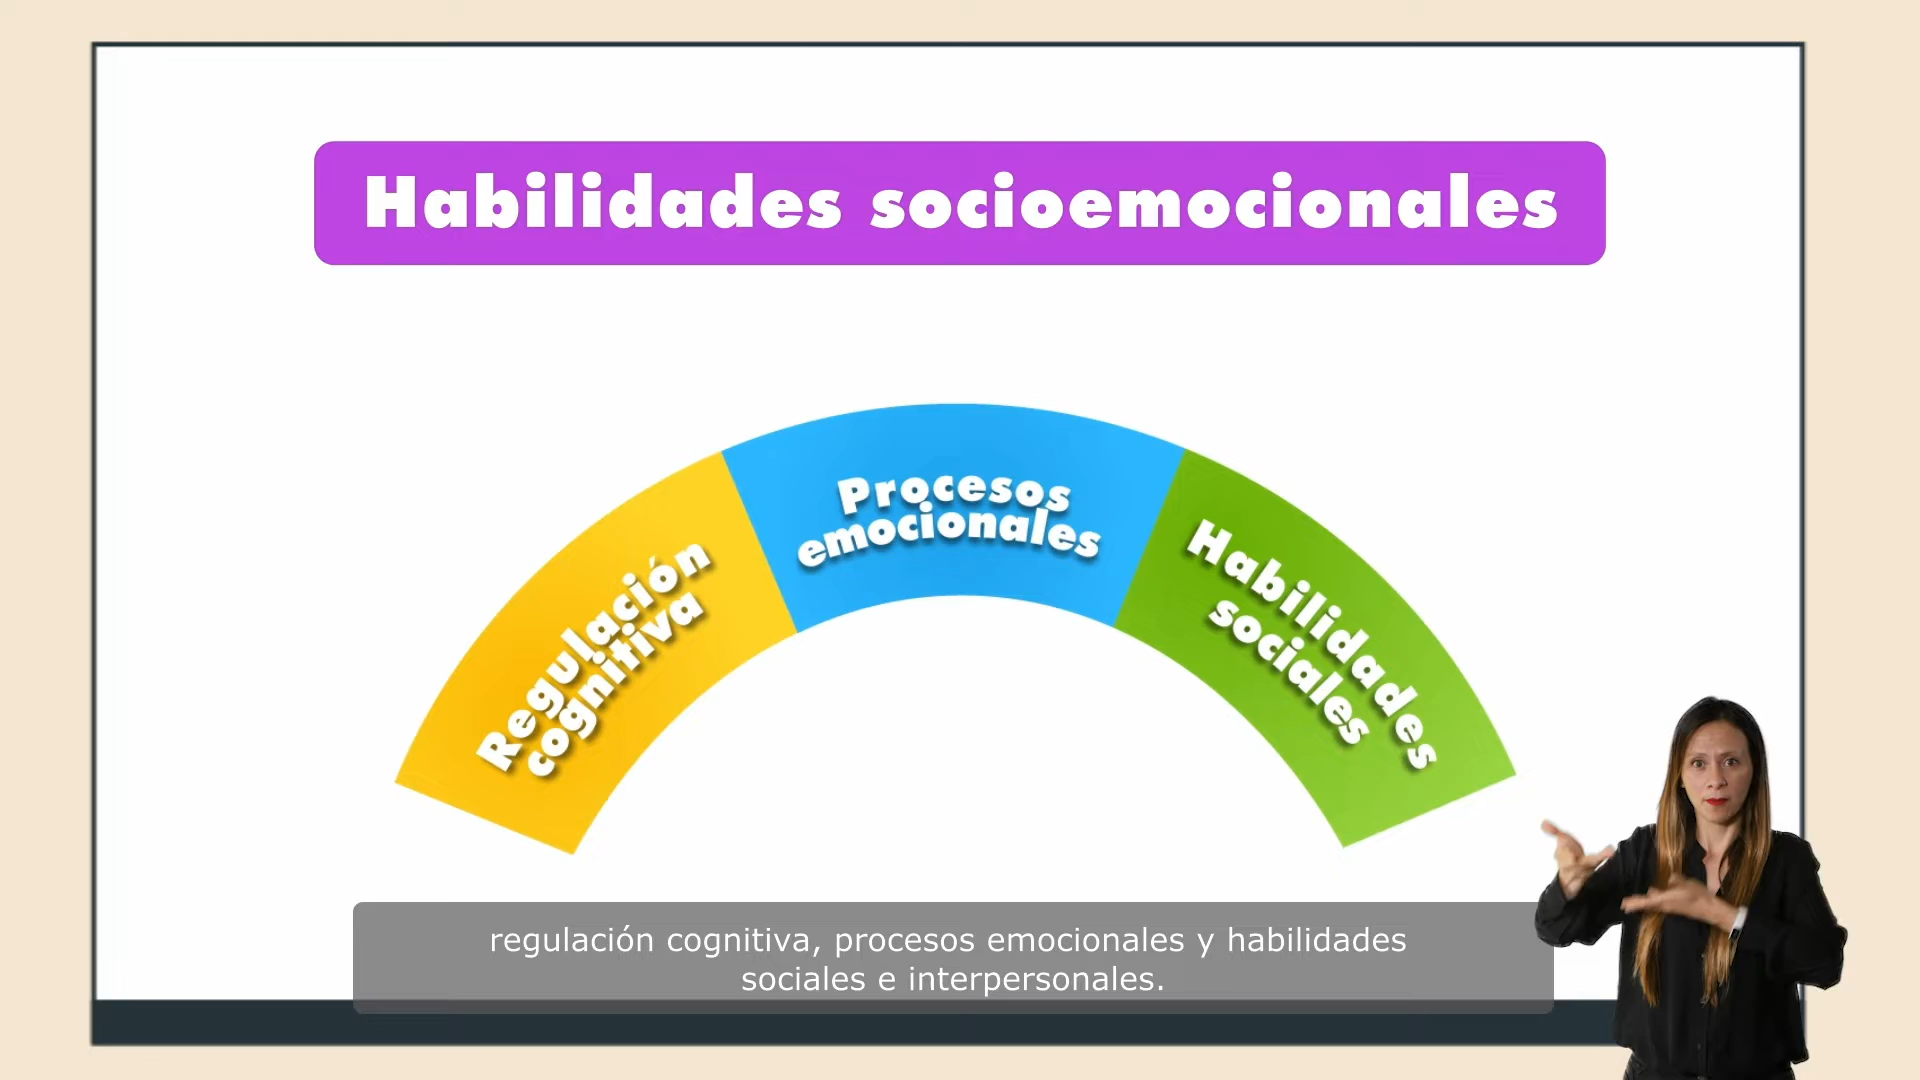 Habilidades socioemocionales
Regulación
cognitiva
Procesos
emocionales
Habilidades
sociales
regulación cognitiva, procesos emocionales y habilidades
sociales e interpersonales.